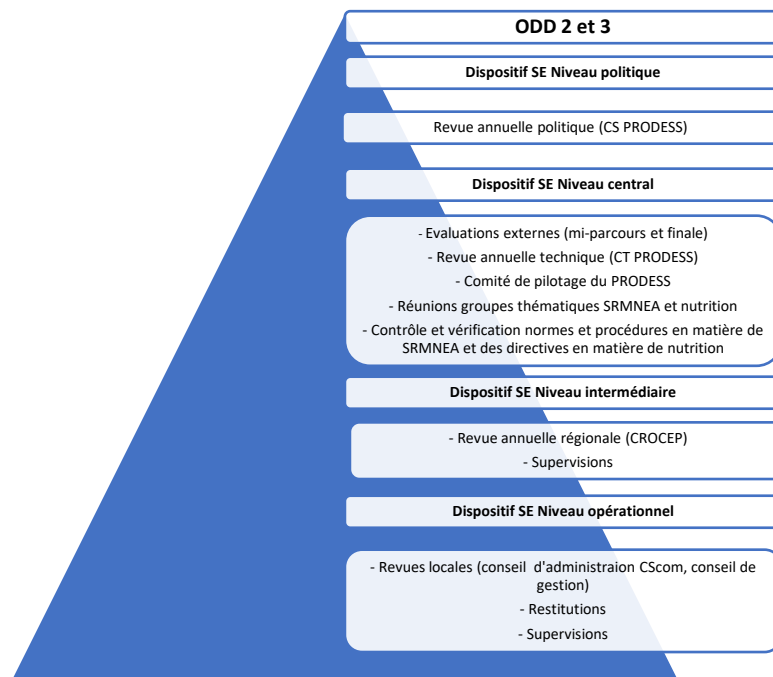 ODD 2 et 3
Dispositif SE Niveau politique
Revue annuelle politique (CS PRODESS)
Dispositif SE Niveau central
- Evaluations externes (mi-parcours et finale)
- Revue annuelle technique (CT PRODESS)
- Comité de pilotage du PRODESS
- Réunions groupes thématiques SRMNEA et nutrition
- Contrôle et vérification normes et procédures en matière de
SRMNEA et des directives en matière de nutrition
Dispositif SE Niveau intermédiaire
- Revue annuelle régionale (CROCEP)
- Supervisions
Dispositif SE Niveau opérationnel
- Revues locales (conseil d'administraion CScom, conseil de
gestion)
- Restitutions
- Supervisions